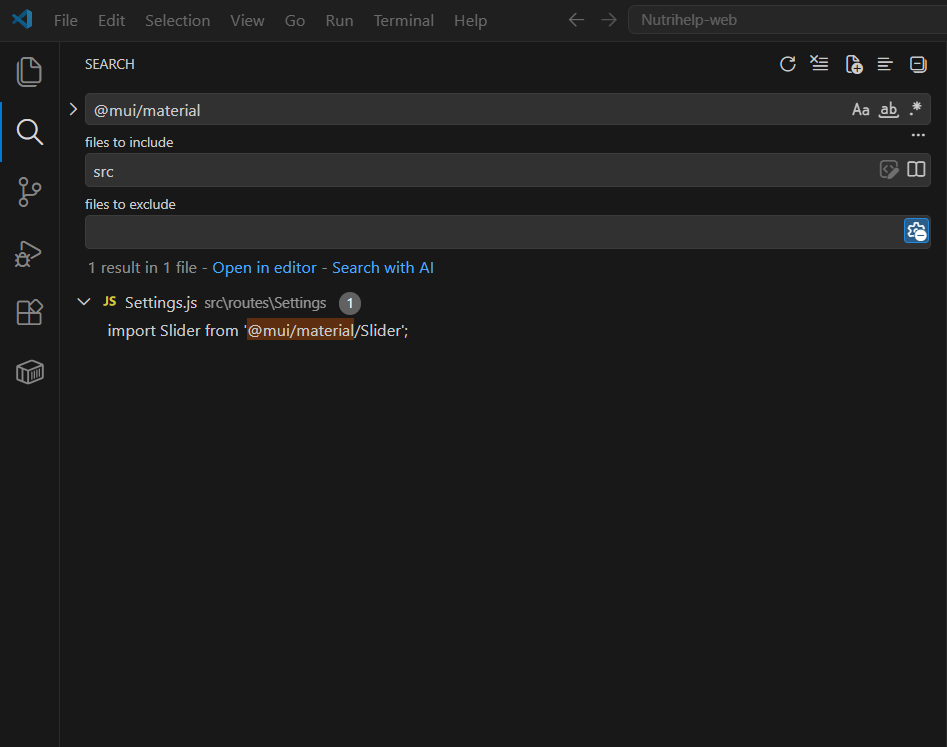 File Edit Selection View Go Run Terminal Help Nutrihelp-web
SEARCH
@mui/material Aa ab .*
files to include
src
files to exclude
1 result in 1 file - Open in editor - Search with AI
JS Settings.js src\routes\Settings 1
import Slider from '@mui/material/Slider';